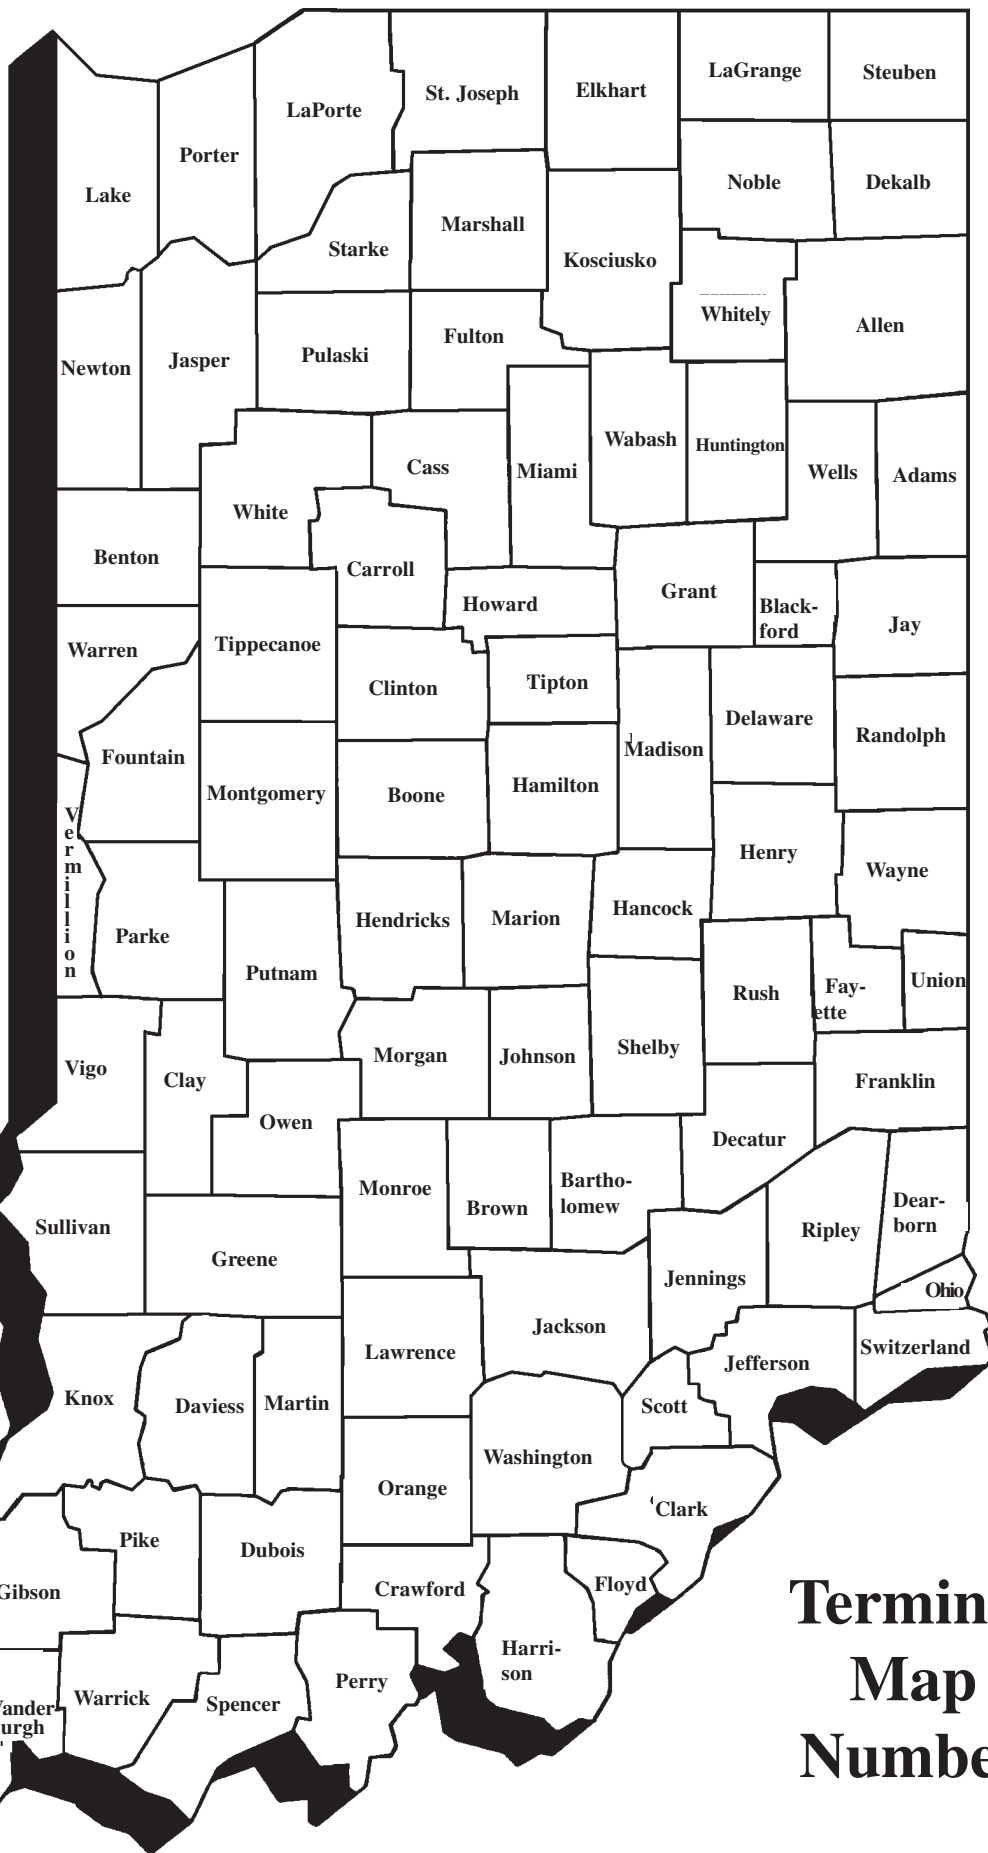 LaGrange
Steuben
St. Joseph
Elkhart
LaPorte
Porter
Noble
Dekalb
Lake
Marshall
Starke
Kosciusko
Whitely
Allen
Fulton
Pulaski
Jasper
Newton
Wabash
Huntington
Cass
Miami
Wells
Adams
White
Benton
Carroll
Grant
Howard
Black-
ford
Jay
Tippecanoe
Warren
Clinton
Tipton
Delaware
Randolph
Madison
Fountain
Montgomery
Boone
Hamilton
Vermillion
Henry
Wayne
Hendricks
Marion
Hancock
Parke
Putnam
Rush
Fay-
ette
Union
Vigo
Clay
Morgan
Johnson
Shelby
Franklin
Owen
Decatur
Monroe
Brown
Bartho-
lomew
Dear-
born
Sullivan
Greene
Ripley
Jennings
Ohio
Jackson
Lawrence
Jefferson
Switzerland
Knox
Daviess
Martin
Scott
Washington
Orange
Clark
Pike
Dubois
Gibson
Crawford
Floyd
Harri-
son
Perry
Warrick
Spencer
Vander
urgh
Termin
Map
Numbe